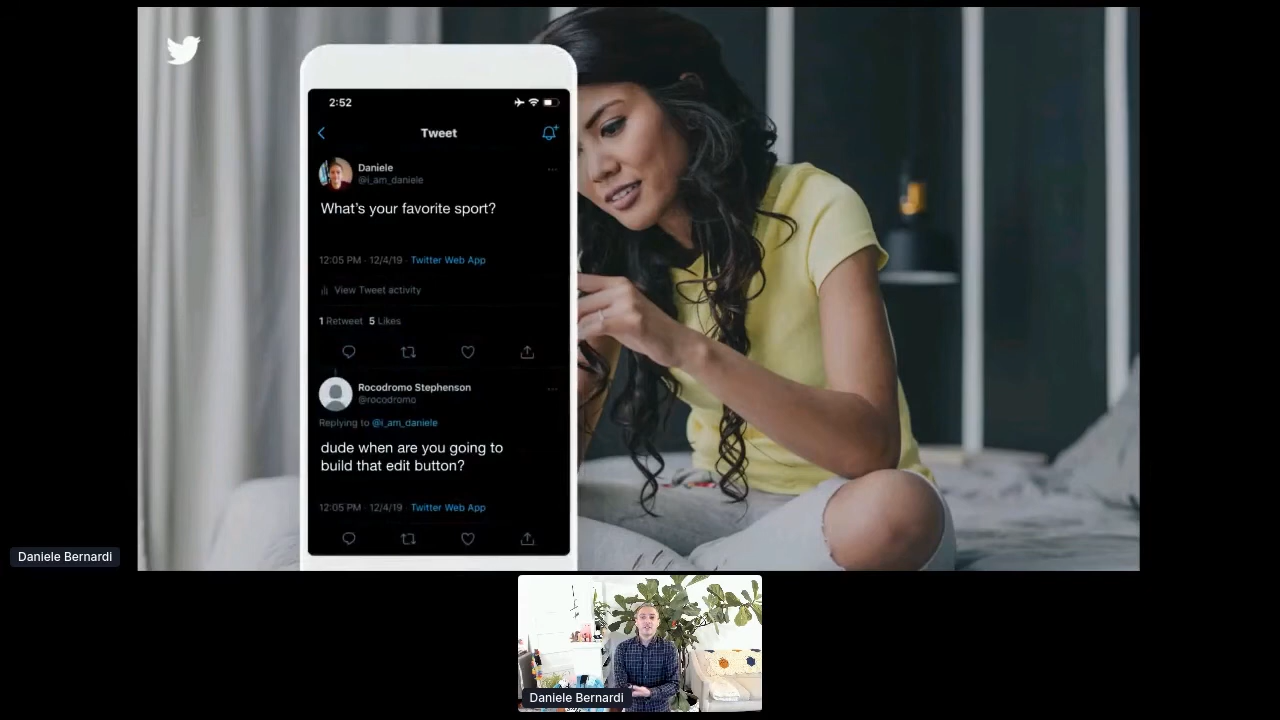 2:52
Tweet
Daniele
@i_am_daniele
What's your favorite sport?
12:05 PM · 12/4/19 · Twitter Web App
View Tweet activity
1 Retweet 5 Likes
Rocodromo Stephenson
@rocodromo
Replying to @i_am_daniele
dude when are you going to
build that edit button?
12:05 PM · 12/4/19 · Twitter Web App
Daniele Bernardi
Daniele Bernardi